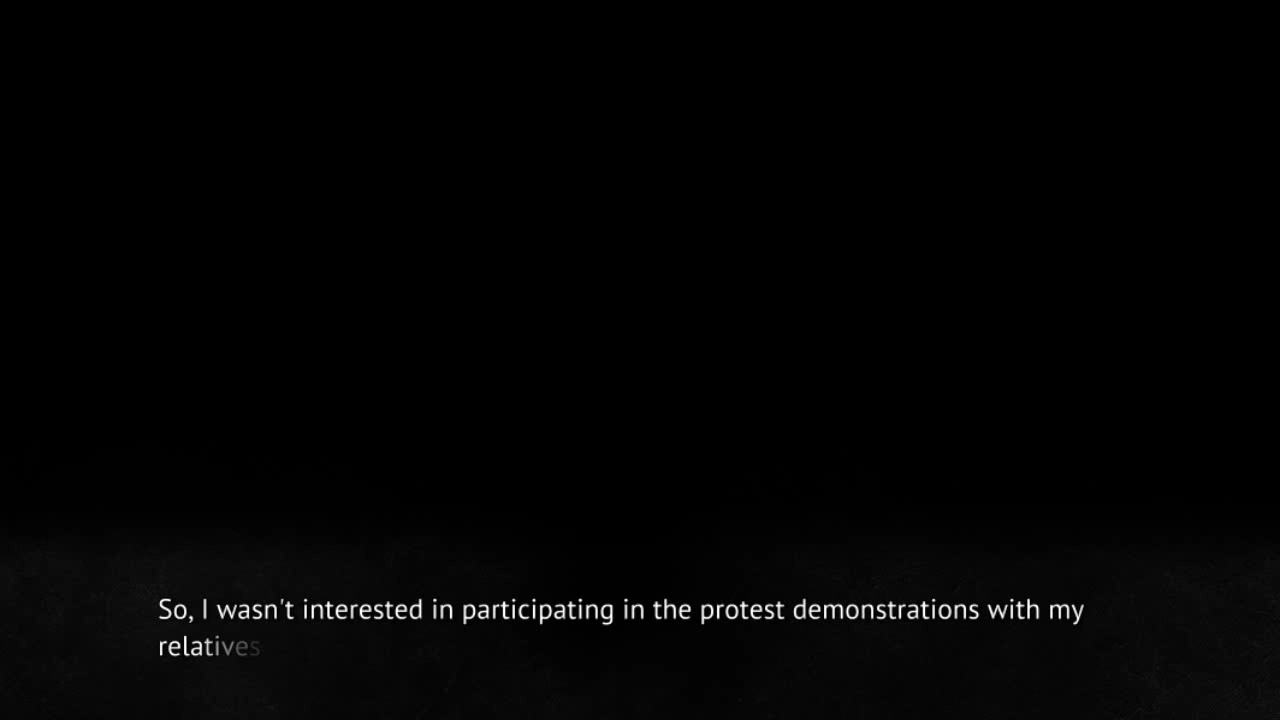 So, I wasn't interested in participating in the protest demonstrations with my
relatives